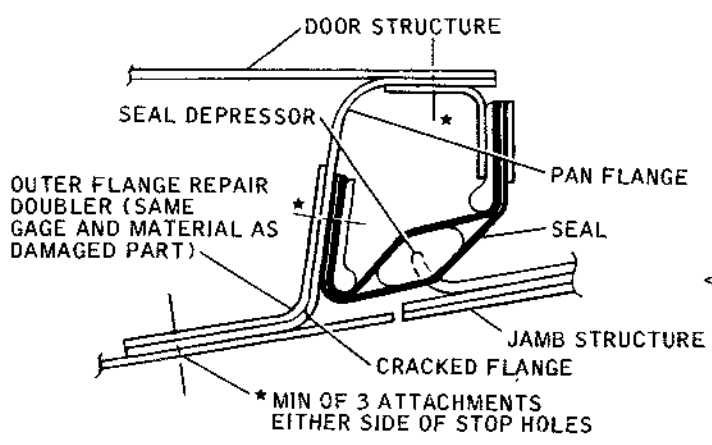 DOOR STRUCTURE
SEAL DEPRESSOR
★
PAN FLANGE
OUTER FLANGE REPAIR
DOUBLER (SAME
GAGE AND MATERIAL AS
DAMAGED PART)
★
SEAL
JAMB STRUCTURE
CRACKED FLANGE
★ MIN OF 3 ATTACHMENTS
EITHER SIDE OF STOP HOLES